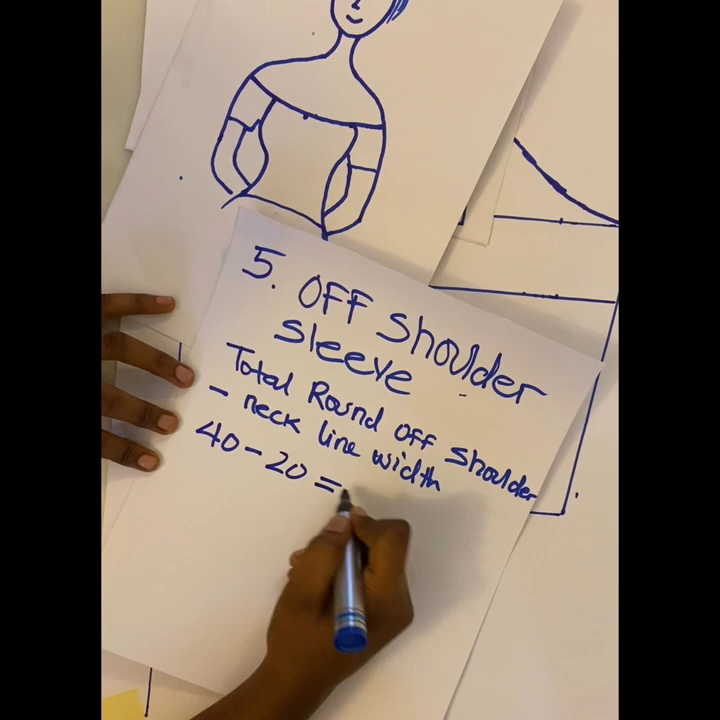 5. OFF Shoulder
sleeve
Total Round off shoulder
- neck line width
40 - 20 =